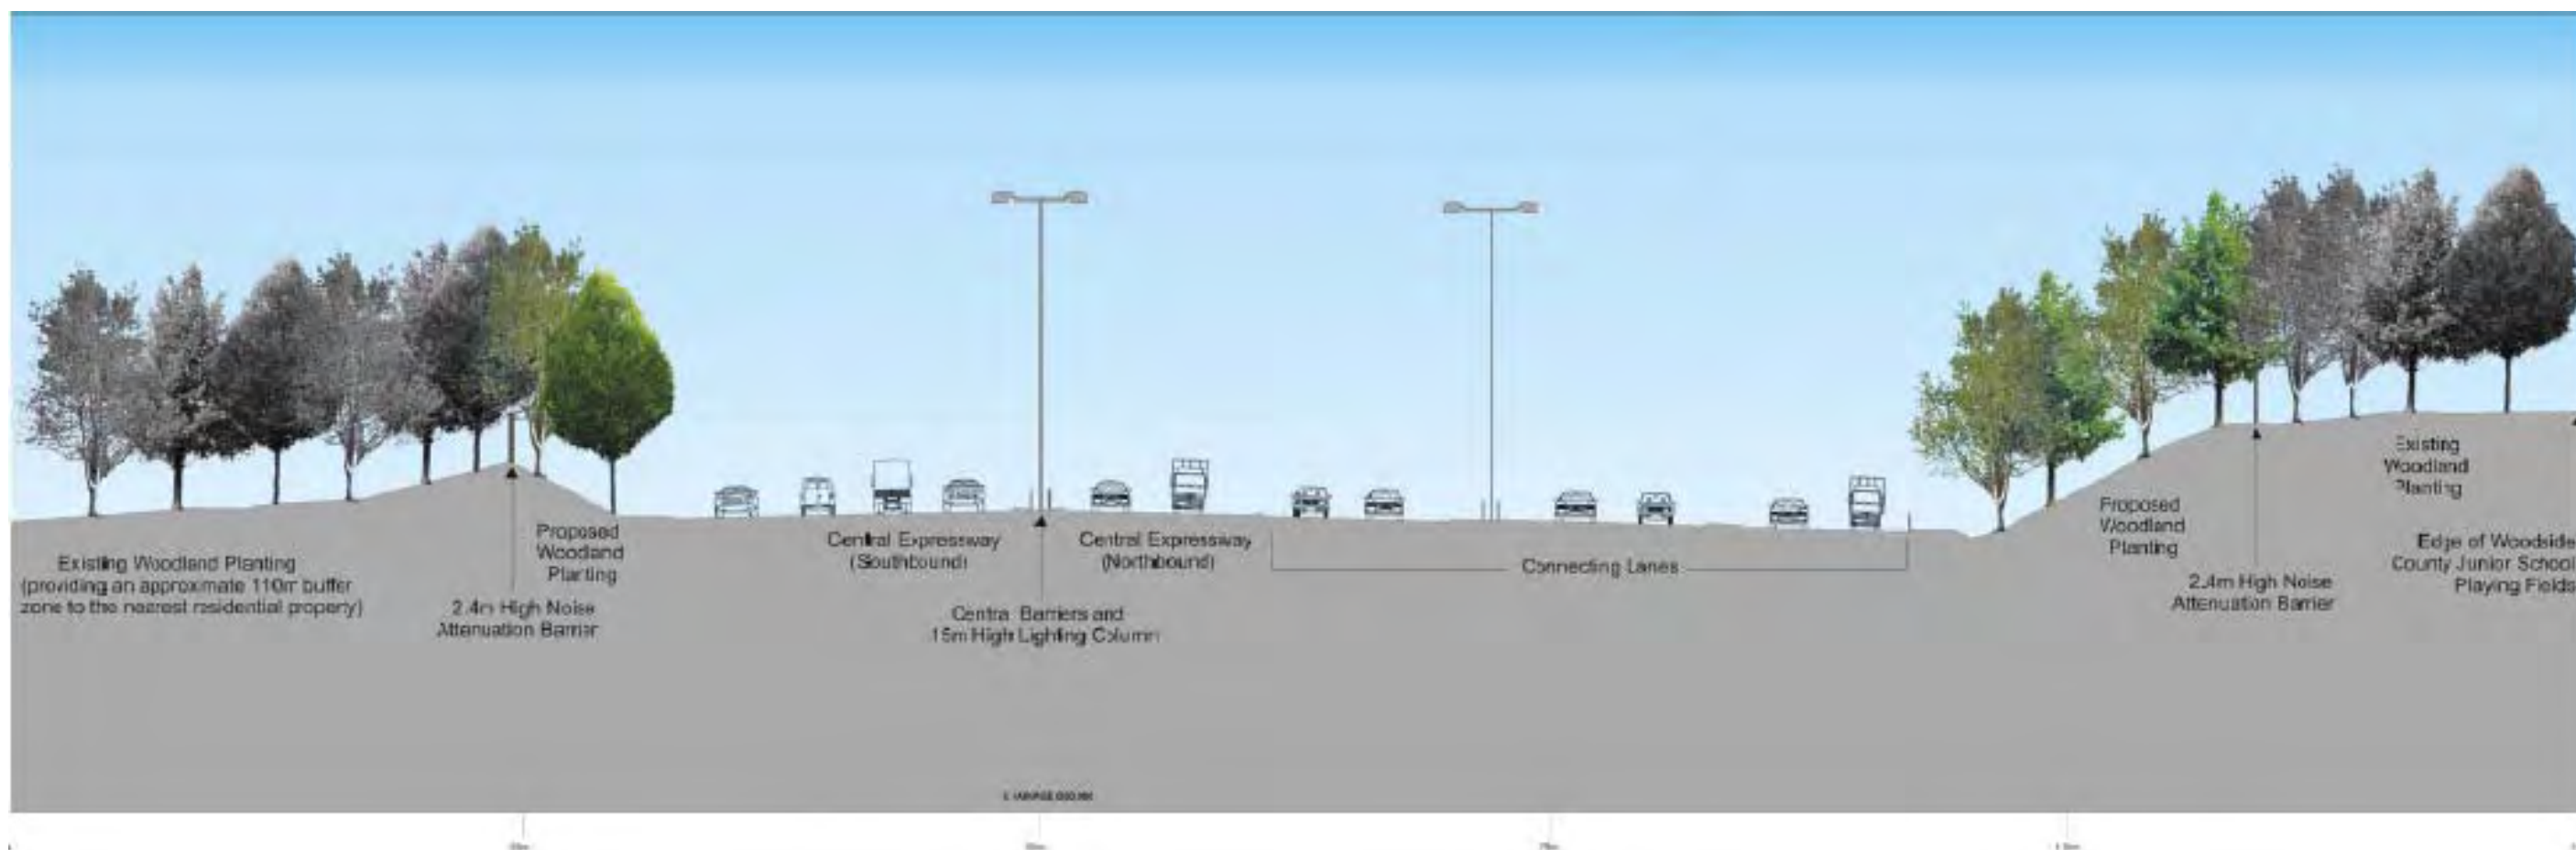 Existing Woodland Planting
(providing an approximate 110m buffer
zone to the nearest residential property)
2.4m High Noise
Attenuation Barrier
Proposed
Woodland
Planting
Central Expressway
(Southbound)
Central Barriers and
15m High Lighting Column
Central Expressway
(Northbound)
Connecting Lanes
Proposed
Woodland
Planting
2.4m High Noise
Attenuation Barrier
Existing
Woodland
Planting
Edge of Woodside
County Junior School
Playing Fields